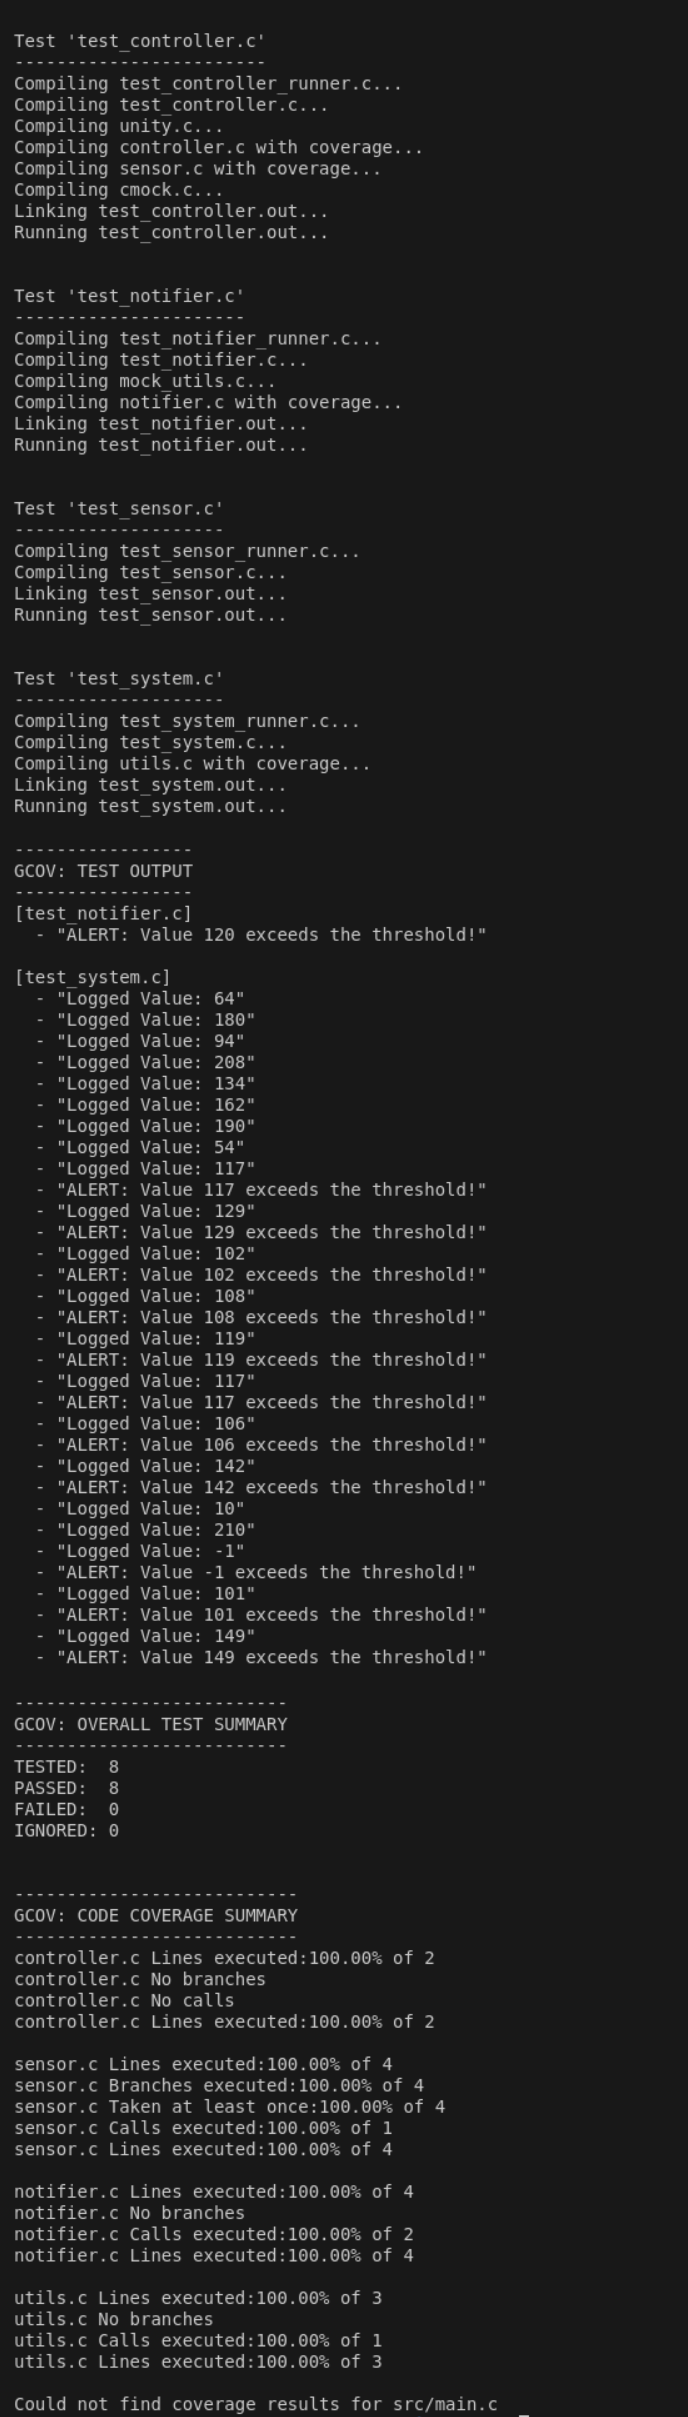 Test 'test_controller.c'
------------------------
Compiling test_controller_runner.c...
Compiling test_controller.c...
Compiling unity.c...
Compiling controller.c with coverage...
Compiling sensor.c with coverage...
Compiling cmock.c...
Linking test_controller.out...
Running test_controller.out...
Test 'test_notifier.c'
----------------------
Compiling test_notifier_runner.c...
Compiling test_notifier.c...
Compiling mock_utils.c...
Compiling notifier.c with coverage...
Linking test_notifier.out...
Running test_notifier.out...
Test 'test_sensor.c'
--------------------
Compiling test_sensor_runner.c...
Compiling test_sensor.c...
Linking test_sensor.out...
Running test_sensor.out...
Test 'test_system.c'
--------------------
Compiling test_system_runner.c...
Compiling test_system.c...
Compiling utils.c with coverage...
Linking test_system.out...
Running test_system.out...
-----------------
GCOV: TEST OUTPUT
-----------------
[test_notifier.c]
  - "ALERT: Value 120 exceeds the threshold!"
[test_system.c]
  - "Logged Value: 64"
  - "Logged Value: 180"
  - "Logged Value: 94"
  - "Logged Value: 208"
  - "Logged Value: 134"
  - "Logged Value: 162"
  - "Logged Value: 190"
  - "Logged Value: 54"
  - "Logged Value: 117"
  - "ALERT: Value 117 exceeds the threshold!"
  - "Logged Value: 129"
  - "ALERT: Value 129 exceeds the threshold!"
  - "Logged Value: 102"
  - "ALERT: Value 102 exceeds the threshold!"
  - "Logged Value: 108"
  - "ALERT: Value 108 exceeds the threshold!"
  - "Logged Value: 119"
  - "ALERT: Value 119 exceeds the threshold!"
  - "Logged Value: 117"
  - "ALERT: Value 117 exceeds the threshold!"
  - "Logged Value: 106"
  - "ALERT: Value 106 exceeds the threshold!"
  - "Logged Value: 142"
  - "ALERT: Value 142 exceeds the threshold!"
  - "Logged Value: 10"
  - "Logged Value: 210"
  - "Logged Value: -1"
  - "ALERT: Value -1 exceeds the threshold!"
  - "Logged Value: 101"
  - "ALERT: Value 101 exceeds the threshold!"
  - "Logged Value: 149"
  - "ALERT: Value 149 exceeds the threshold!"
--------------------------
GCOV: OVERALL TEST SUMMARY
--------------------------
TESTED:  8
PASSED:  8
FAILED:  0
IGNORED: 0
---------------------------
GCOV: CODE COVERAGE SUMMARY
---------------------------
controller.c Lines executed:100.00% of 2
controller.c No branches
controller.c No calls
controller.c Lines executed:100.00% of 2
sensor.c Lines executed:100.00% of 4
sensor.c Branches executed:100.00% of 4
sensor.c Taken at least once:100.00% of 4
sensor.c Calls executed:100.00% of 1
sensor.c Lines executed:100.00% of 4
notifier.c Lines executed:100.00% of 4
notifier.c No branches
notifier.c Calls executed:100.00% of 2
notifier.c Lines executed:100.00% of 4
utils.c Lines executed:100.00% of 3
utils.c No branches
utils.c Calls executed:100.00% of 1
utils.c Lines executed:100.00% of 3
Could not find coverage results for src/main.c